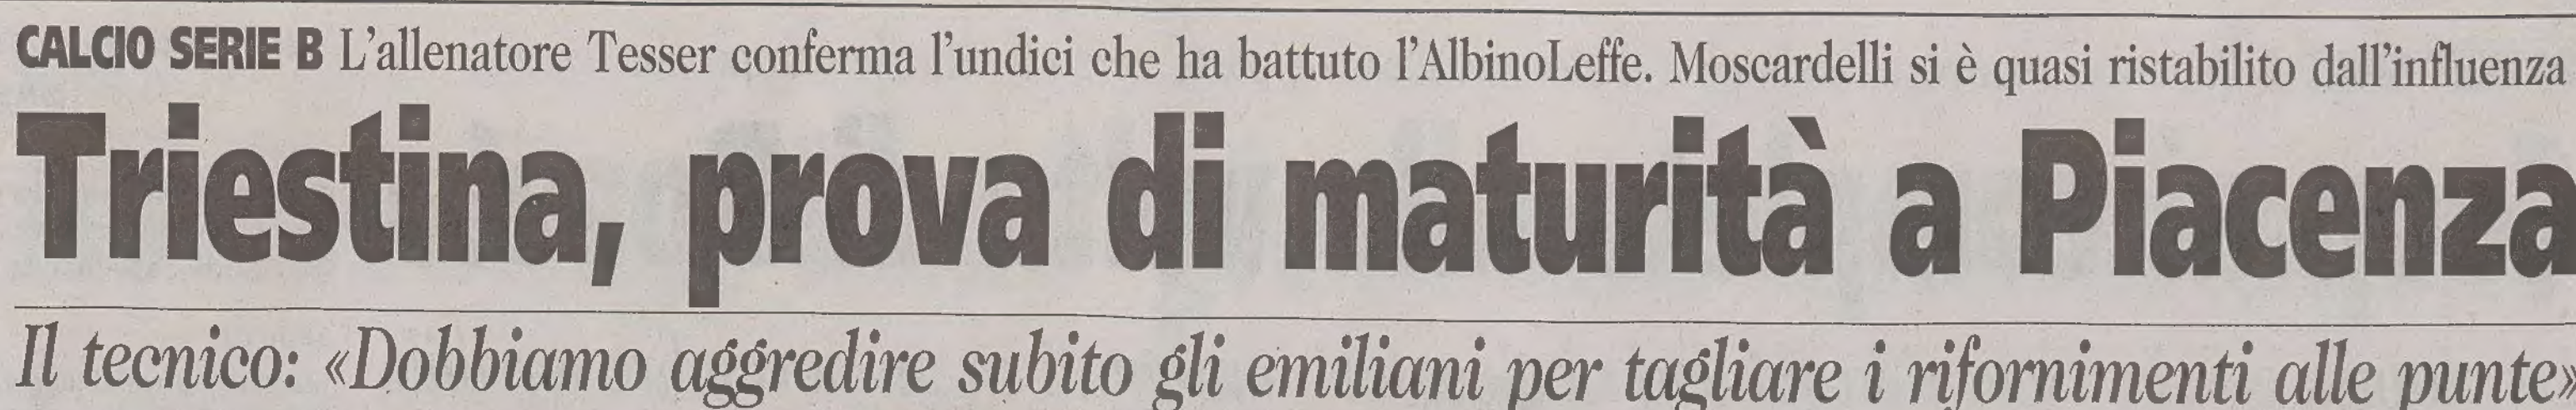 CALCIO SERIE B L'allenatore Tesser conferma l'undici che ha battuto l'AlbinoLeffe. Moscardelli si è quasi ristabilito dall'influenza
Triestina, prova di maturità a Piacenza
Il tecnico: «Dobbiamo aggredire subito gli emiliani per tagliare i rifornimenti alle punte»